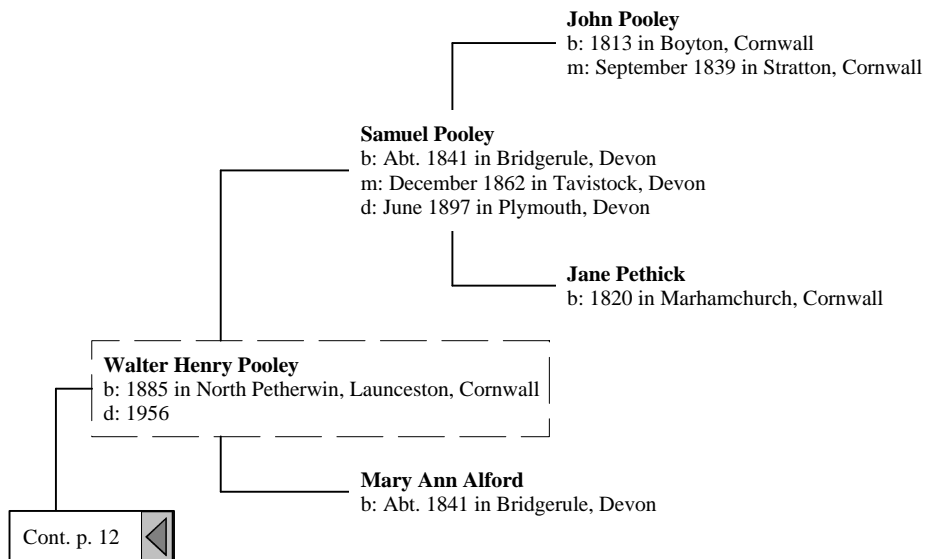 John Pooley
b: 1813 in Boyton, Cornwall
m: September 1839 in Stratton, Cornwall
Samuel Pooley
b: Abt. 1841 in Bridgerule, Devon
m: December 1862 in Tavistock, Devon
d: June 1897 in Plymouth, Devon
Jane Pethick
b: 1820 in Marhamchurch, Cornwall
Walter Henry Pooley
b: 1885 in North Petherwin, Launceston, Cornwall
d: 1956
Mary Ann Alford
b: Abt. 1841 in Bridgerule, Devon
Cont. p. 12